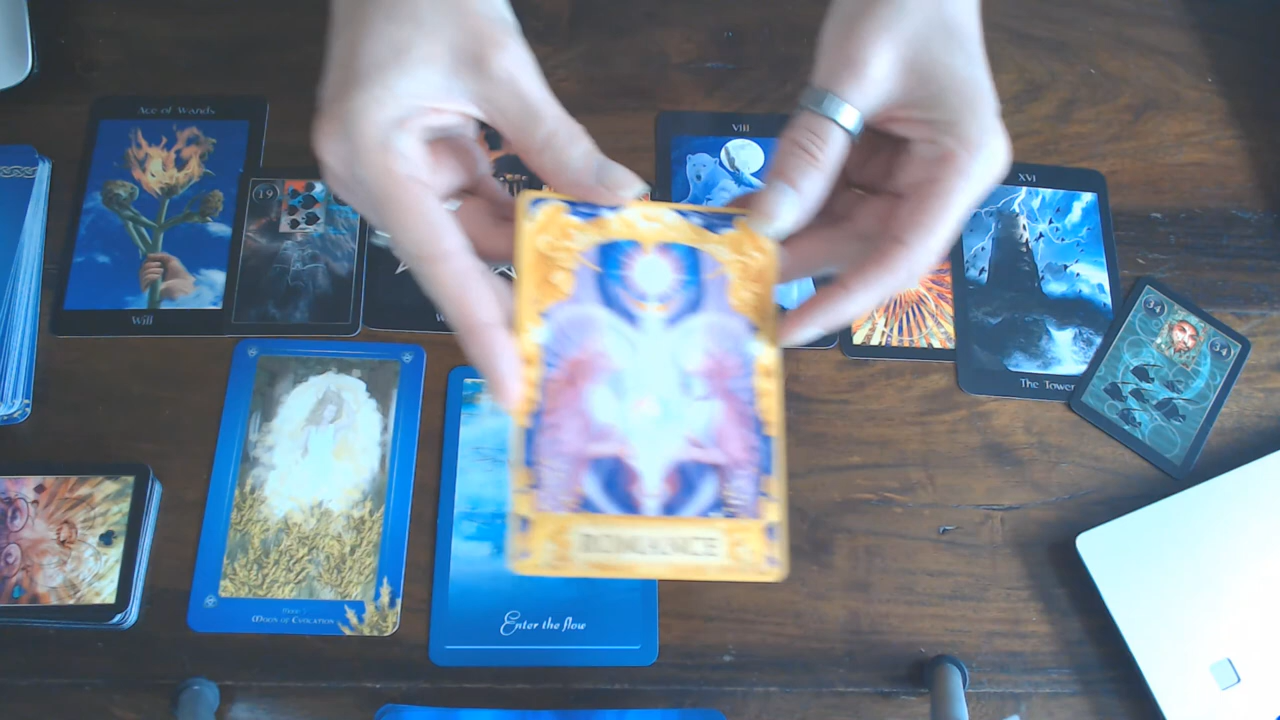 Ace of Wands
Will
19
VIII
XVI
The Tower
34
34
ROMANCE
Moon of Evocation
Enter the flow